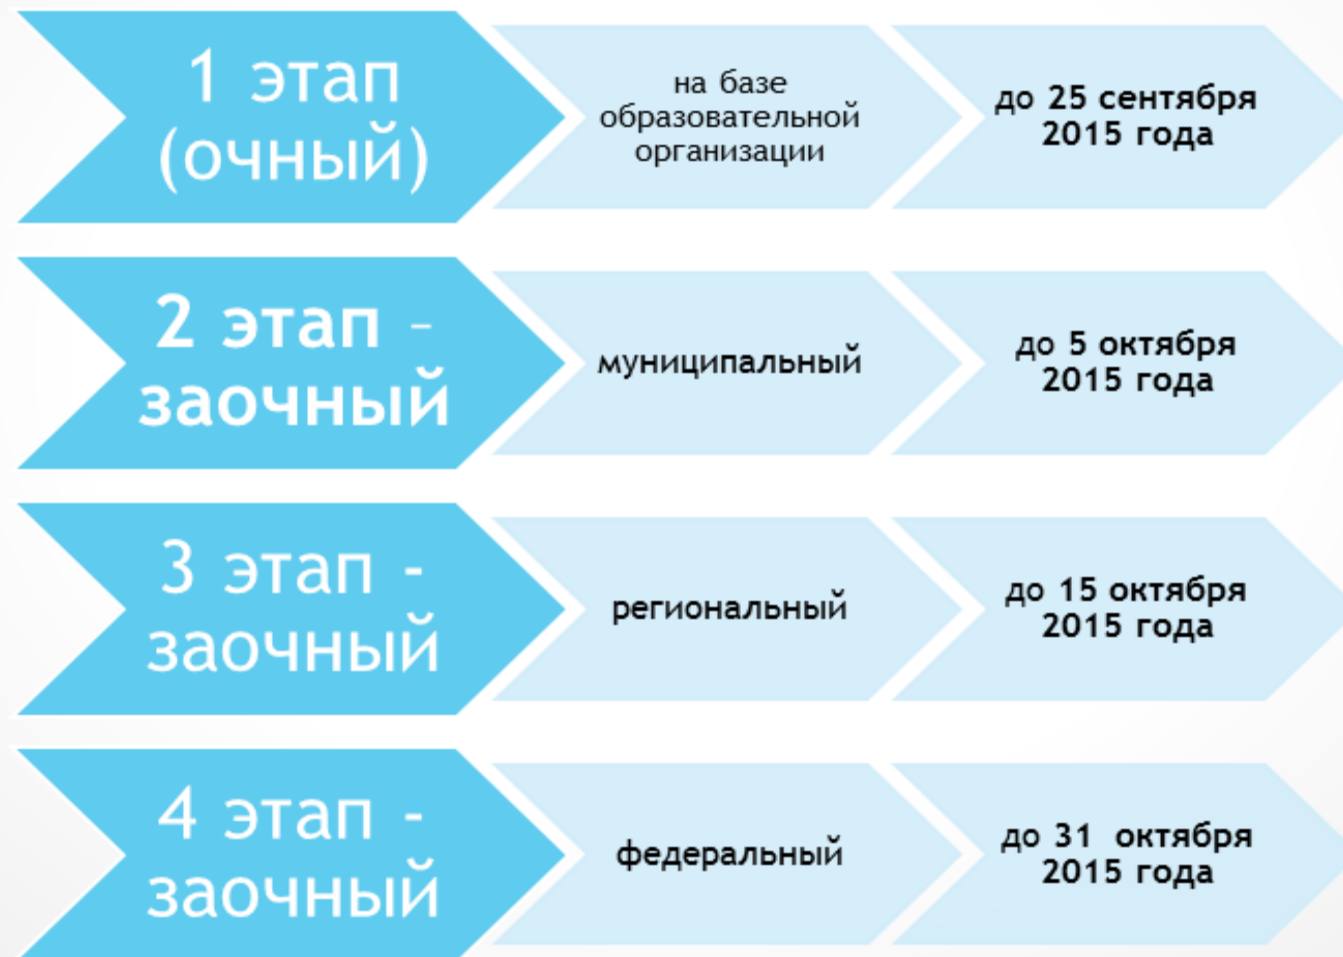 1 этап
(очный)
на базе
образовательной
организации
до 25 сентября
2015 года
2 этап –
заочный
муниципальный
до 5 октября
2015 года
3 этап -
заочный
региональный
до 15 октября
2015 года
4 этап -
заочный
федеральный
до 31 октября
2015 года